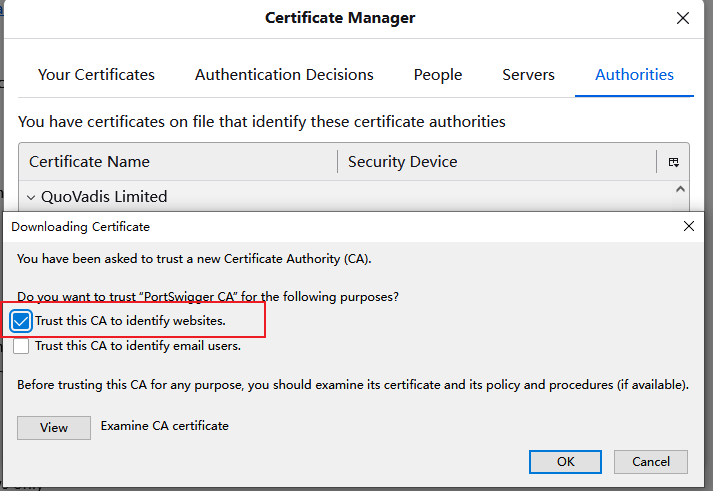 Certificate Manager
Your Certificates Authentication Decisions People Servers Authorities
You have certificates on file that identify these certificate authorities
Certificate Name Security Device
QuoVadis Limited
Downloading Certificate
You have been asked to trust a new Certificate Authority (CA).
Do you want to trust “PortSwigger CA” for the following purposes?
Trust this CA to identify websites.
Trust this CA to identify email users.
Before trusting this CA for any purpose, you should examine its certificate and its policy and procedures (if available).
View Examine CA certificate
OK Cancel